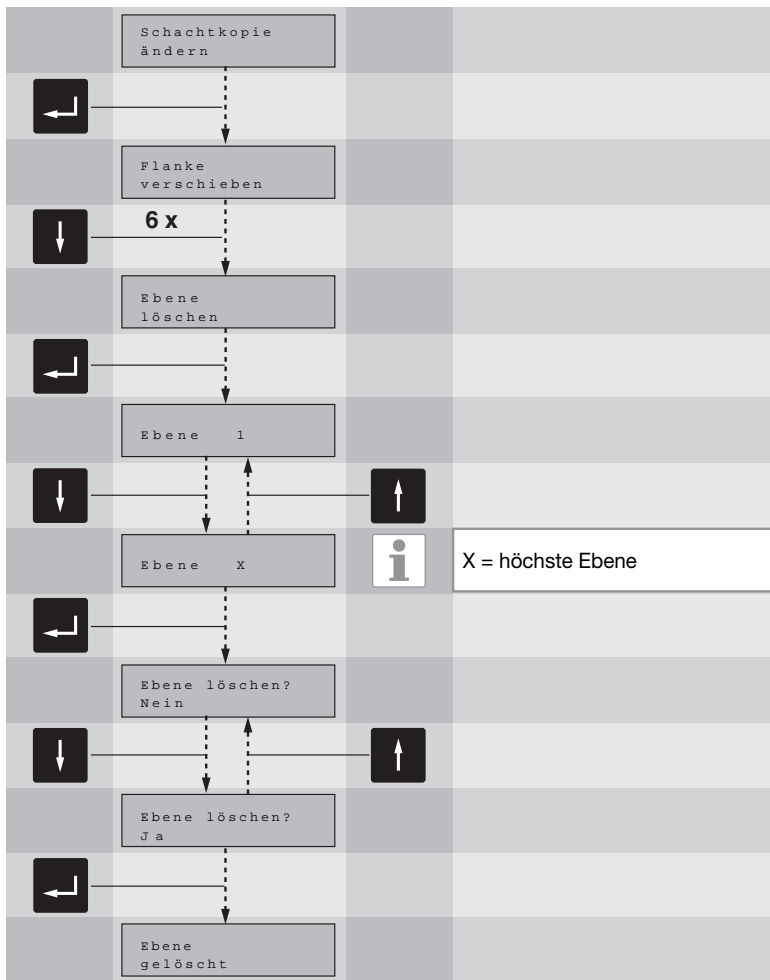 Schachtkopie
ändern
Flanke
verschieben
6 x
Ebene
löschen
Ebene 1
Ebene X
X = höchste Ebene
Ebene löschen?
Nein
Ebene löschen?
Ja
Ebene
gelöscht